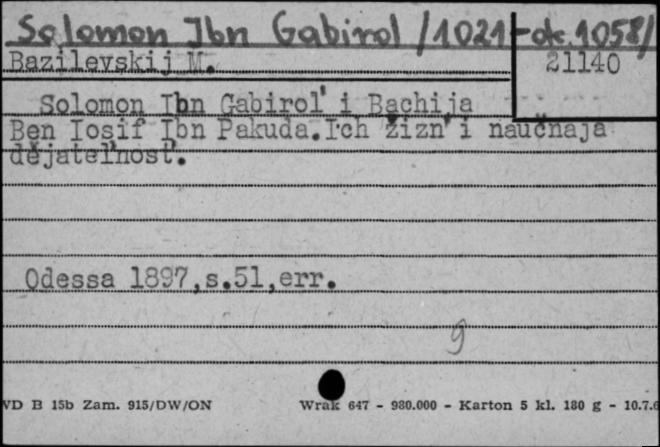 Solomon Ibn Gabirol /1021-ok.1058/
Bazilevskij M.
21140
Solomon Ibn Gabirol' i Bachija
Ben Iosif Ibn Pakuda. Ich žizn' i naučnaja
dějatel'nost'.
Odessa 1897,s.51,err.
9
WD B 15b Zam. 915/DW/ON Wrak 647 - 980.000 - Karton 5 kl. 180 g - 10.7.6